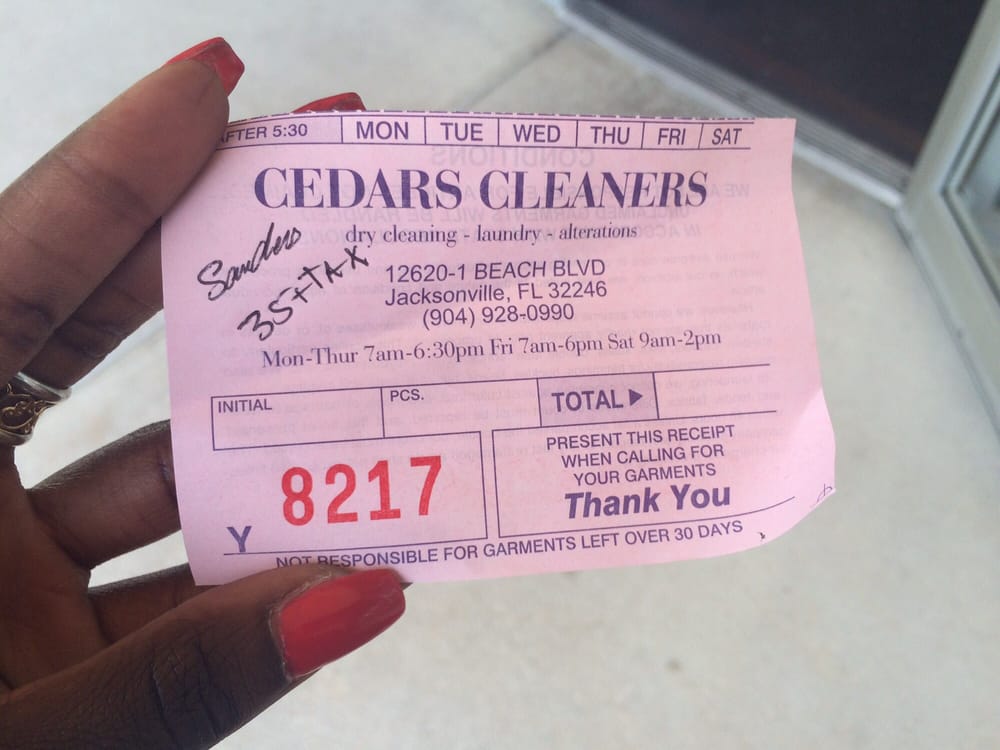 AFTER 5:30 MON TUE WED THU FRI SAT
CEDARS CLEANERS
dry cleaning - laundry - alterations
Sanders
35+TAX
12620-1 BEACH BLVD
Jacksonville, FL 32246
(904) 928-0990
Mon-Thur 7am-6:30pm Fri 7am-6pm Sat 9am-2pm
INITIAL PCS. TOTAL ▶
8217
Y
PRESENT THIS RECEIPT
WHEN CALLING FOR
YOUR GARMENTS
Thank You
NOT RESPONSIBLE FOR GARMENTS LEFT OVER 30 DAYS